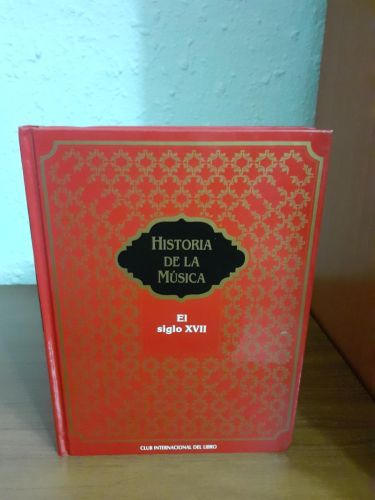 HISTORIA
DE LA
MÚSICA
El
siglo XVII
CLUB INTERNACIONAL DEL LIBRO